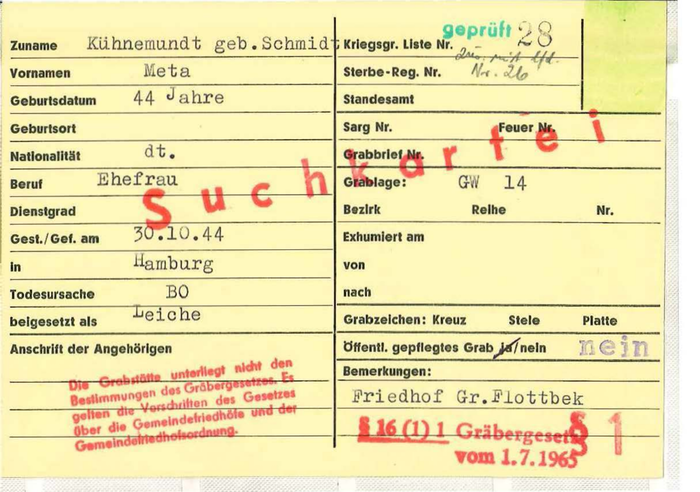 Zuname Kühnemundt geb.Schmidt
Vornamen Meta
Geburtsdatum 44 Jahre
Geburtsort
Nationalität dt.
Beruf Ehefrau
Dienstgrad
Gest./Gef. am 30.10.44
in Hamburg
Todesursache BO
beigesetzt als Leiche
Anschrift der Angehörigen
Die Grabstätte unterliegt nicht den
Bestimmungen des Gräbergesetzes. Es
gelten die Vorschriften des Gesetzes
über die Gemeindefriedhöfe und der
Gemeindefriedhofsordnung.
Suchkartei
geprüft
Kriegsgr. Liste Nr. 28
zus. mit lfd.
Sterbe-Reg. Nr. Nr. 26
Standesamt
Sarg Nr. Feuer Nr.
Grabbrief Nr.
Grablage: GW 14
Bezirk Reihe Nr.
Exhumiert am
von
nach
Grabzeichen: Kreuz Stele Platte
Öffentl. gepflegtes Grab ja/nein nein
Bemerkungen:
Friedhof Gr.Flottbek
§ 16 (1) 1 Gräbergesetz
vom 1.7.1965
§ 1